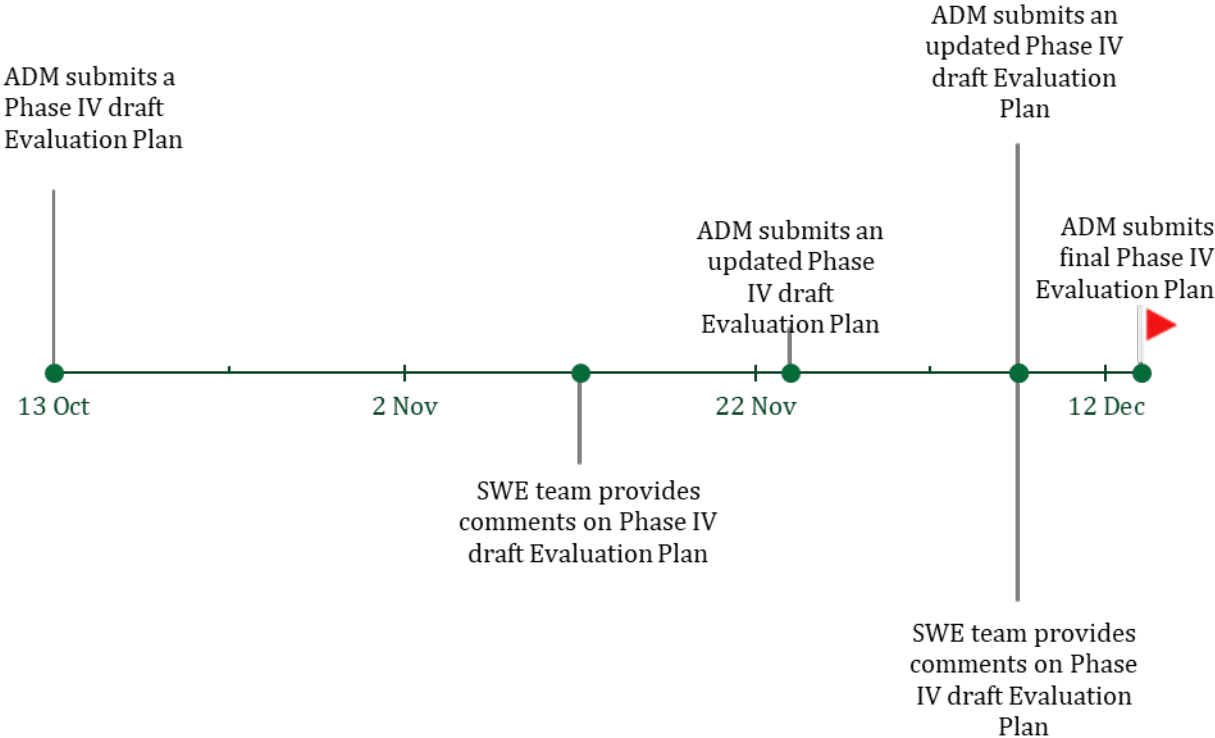 ADM submits a
Phase IV draft
Evaluation Plan
ADM submits an
updated Phase
IV draft
Evaluation Plan
ADM submits an
updated Phase IV
draft Evaluation
Plan
ADM submits
final Phase IV
Evaluation Plan
13 Oct
2 Nov
22 Nov
12 Dec
SWE team provides
comments on Phase IV
draft Evaluation Plan
SWE team provides
comments on Phase
IV draft Evaluation
Plan